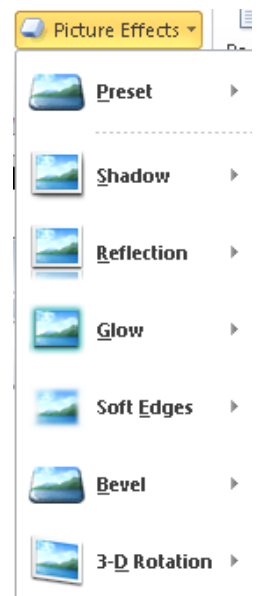 Picture Effects
Preset
Shadow
Reflection
Glow
Soft Edges
Bevel
3-D Rotation